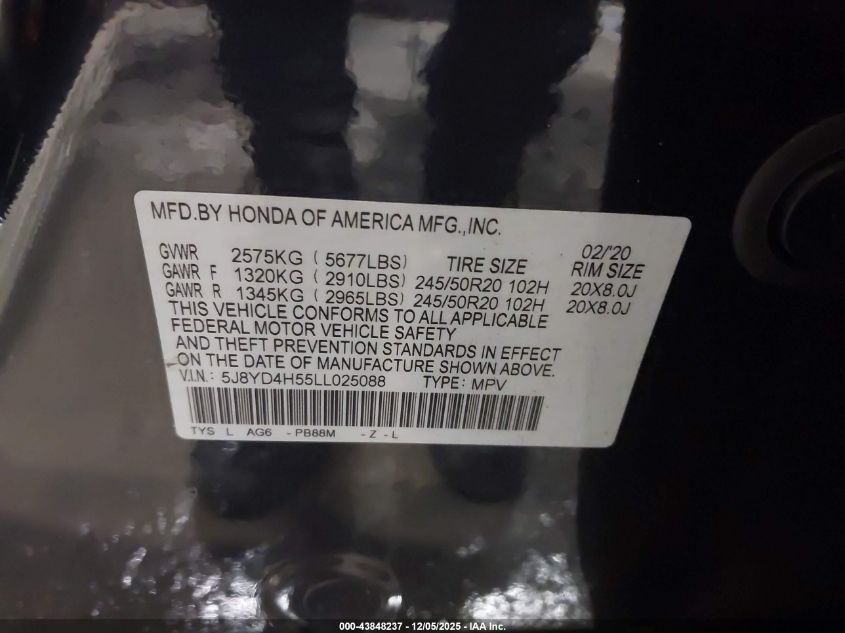 MFD.BY HONDA OF AMERICA MFG.,INC.
02/'20
GVWR 2575KG ( 5677LBS) TIRE SIZE RIM SIZE
GAWR F 1320KG ( 2910LBS) 245/50R20 102H 20X8.0J
GAWR R 1345KG ( 2965LBS) 245/50R20 102H 20X8.0J
THIS VEHICLE CONFORMS TO ALL APPLICABLE
FEDERAL MOTOR VEHICLE SAFETY
AND THEFT PREVENTION STANDARDS IN EFFECT
ON THE DATE OF MANUFACTURE SHOWN ABOVE.
V.I.N.: 5J8YD4H55LL025088 TYPE: MPV
TYS L AG6 -PB88M -Z -L
000-43848237 - 12/05/2025 - IAA Inc.